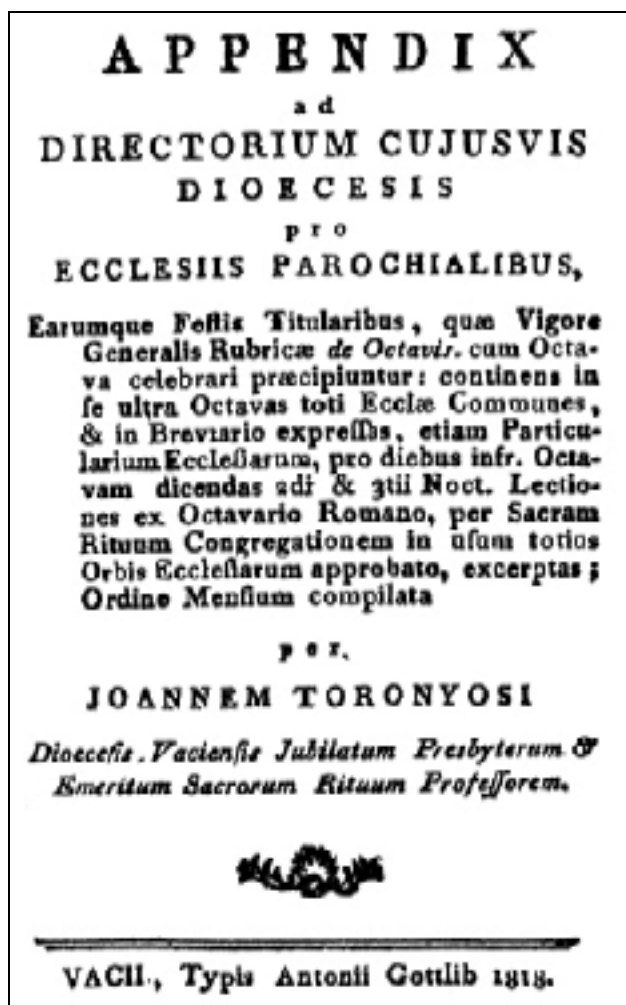 APPENDIX
ad
DIRECTORIUM CUJUSVIS
DIOECESIS
pro
ECCLESIIS PAROCHIALIBUS,
Earumque Feſtis Titularibus, quæ Vigore
Generalis Rubricæ de Octavis. cum Octa-
va celebrari præcipiuntur: continens in
ſe ultra Octavas toti Ecclæ Communes,
& in Breviario expreſſas, etiam Particu-
larium Eccleſiarum, pro diebus infr. Octa-
vam dicendas 2di & 3tii Noct. Lectio-
nes ex Octavario Romano, per Sacram
Rituum Congregationem in uſum totius
Orbis Eccleſiarum approbato, excerptas;
Ordine Menſium compilata
per.
JOANNEM TORONYOSI
Dioeceſis. Vacienſis Jubilatum Presbyterum &
Emeritum Sacrorum Rituum Profeſſorem.
VACII., Typis Antonii Gottlib 1818.